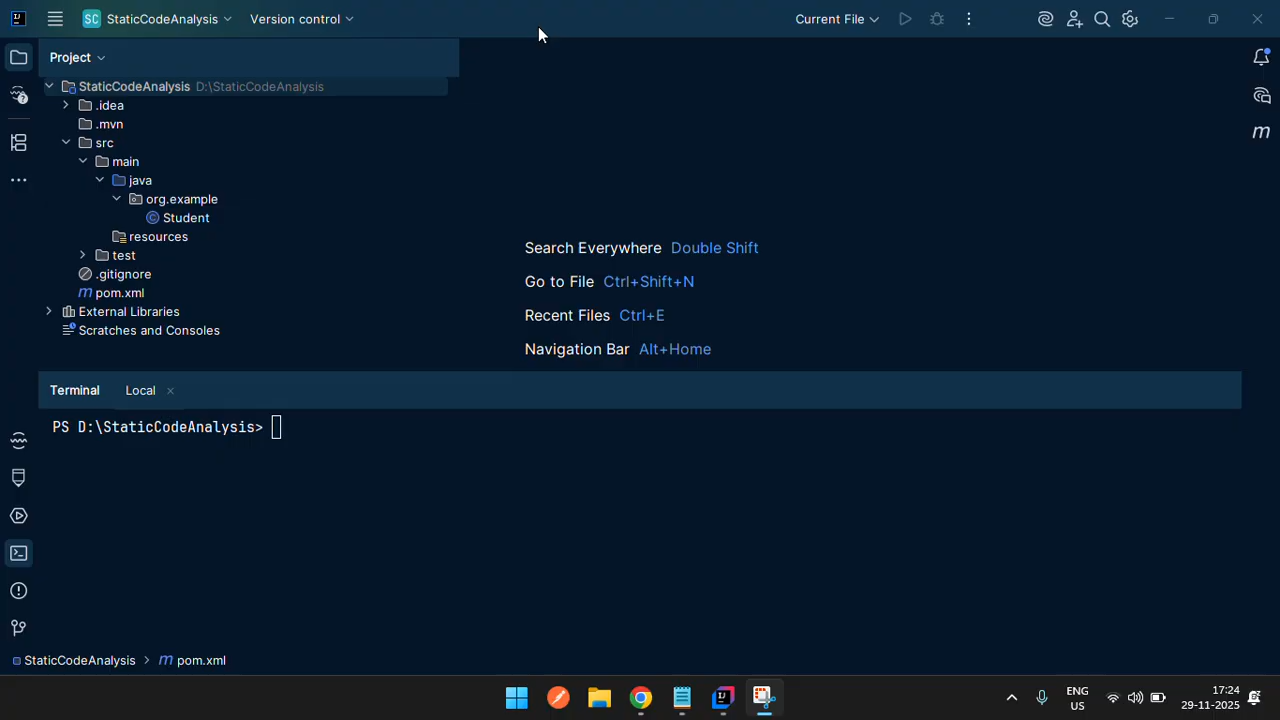 SC StaticCodeAnalysis Version control Current File
Project
StaticCodeAnalysis D:\StaticCodeAnalysis
.idea
.mvn
src
main
java
org.example
Student
resources
test
.gitignore
m pom.xml
External Libraries
Scratches and Consoles
Search Everywhere Double Shift
Go to File Ctrl+Shift+N
Recent Files Ctrl+E
Navigation Bar Alt+Home
Terminal Local
PS D:\StaticCodeAnalysis>
StaticCodeAnalysis > m pom.xml
ENG
US
17:24
29-11-2025